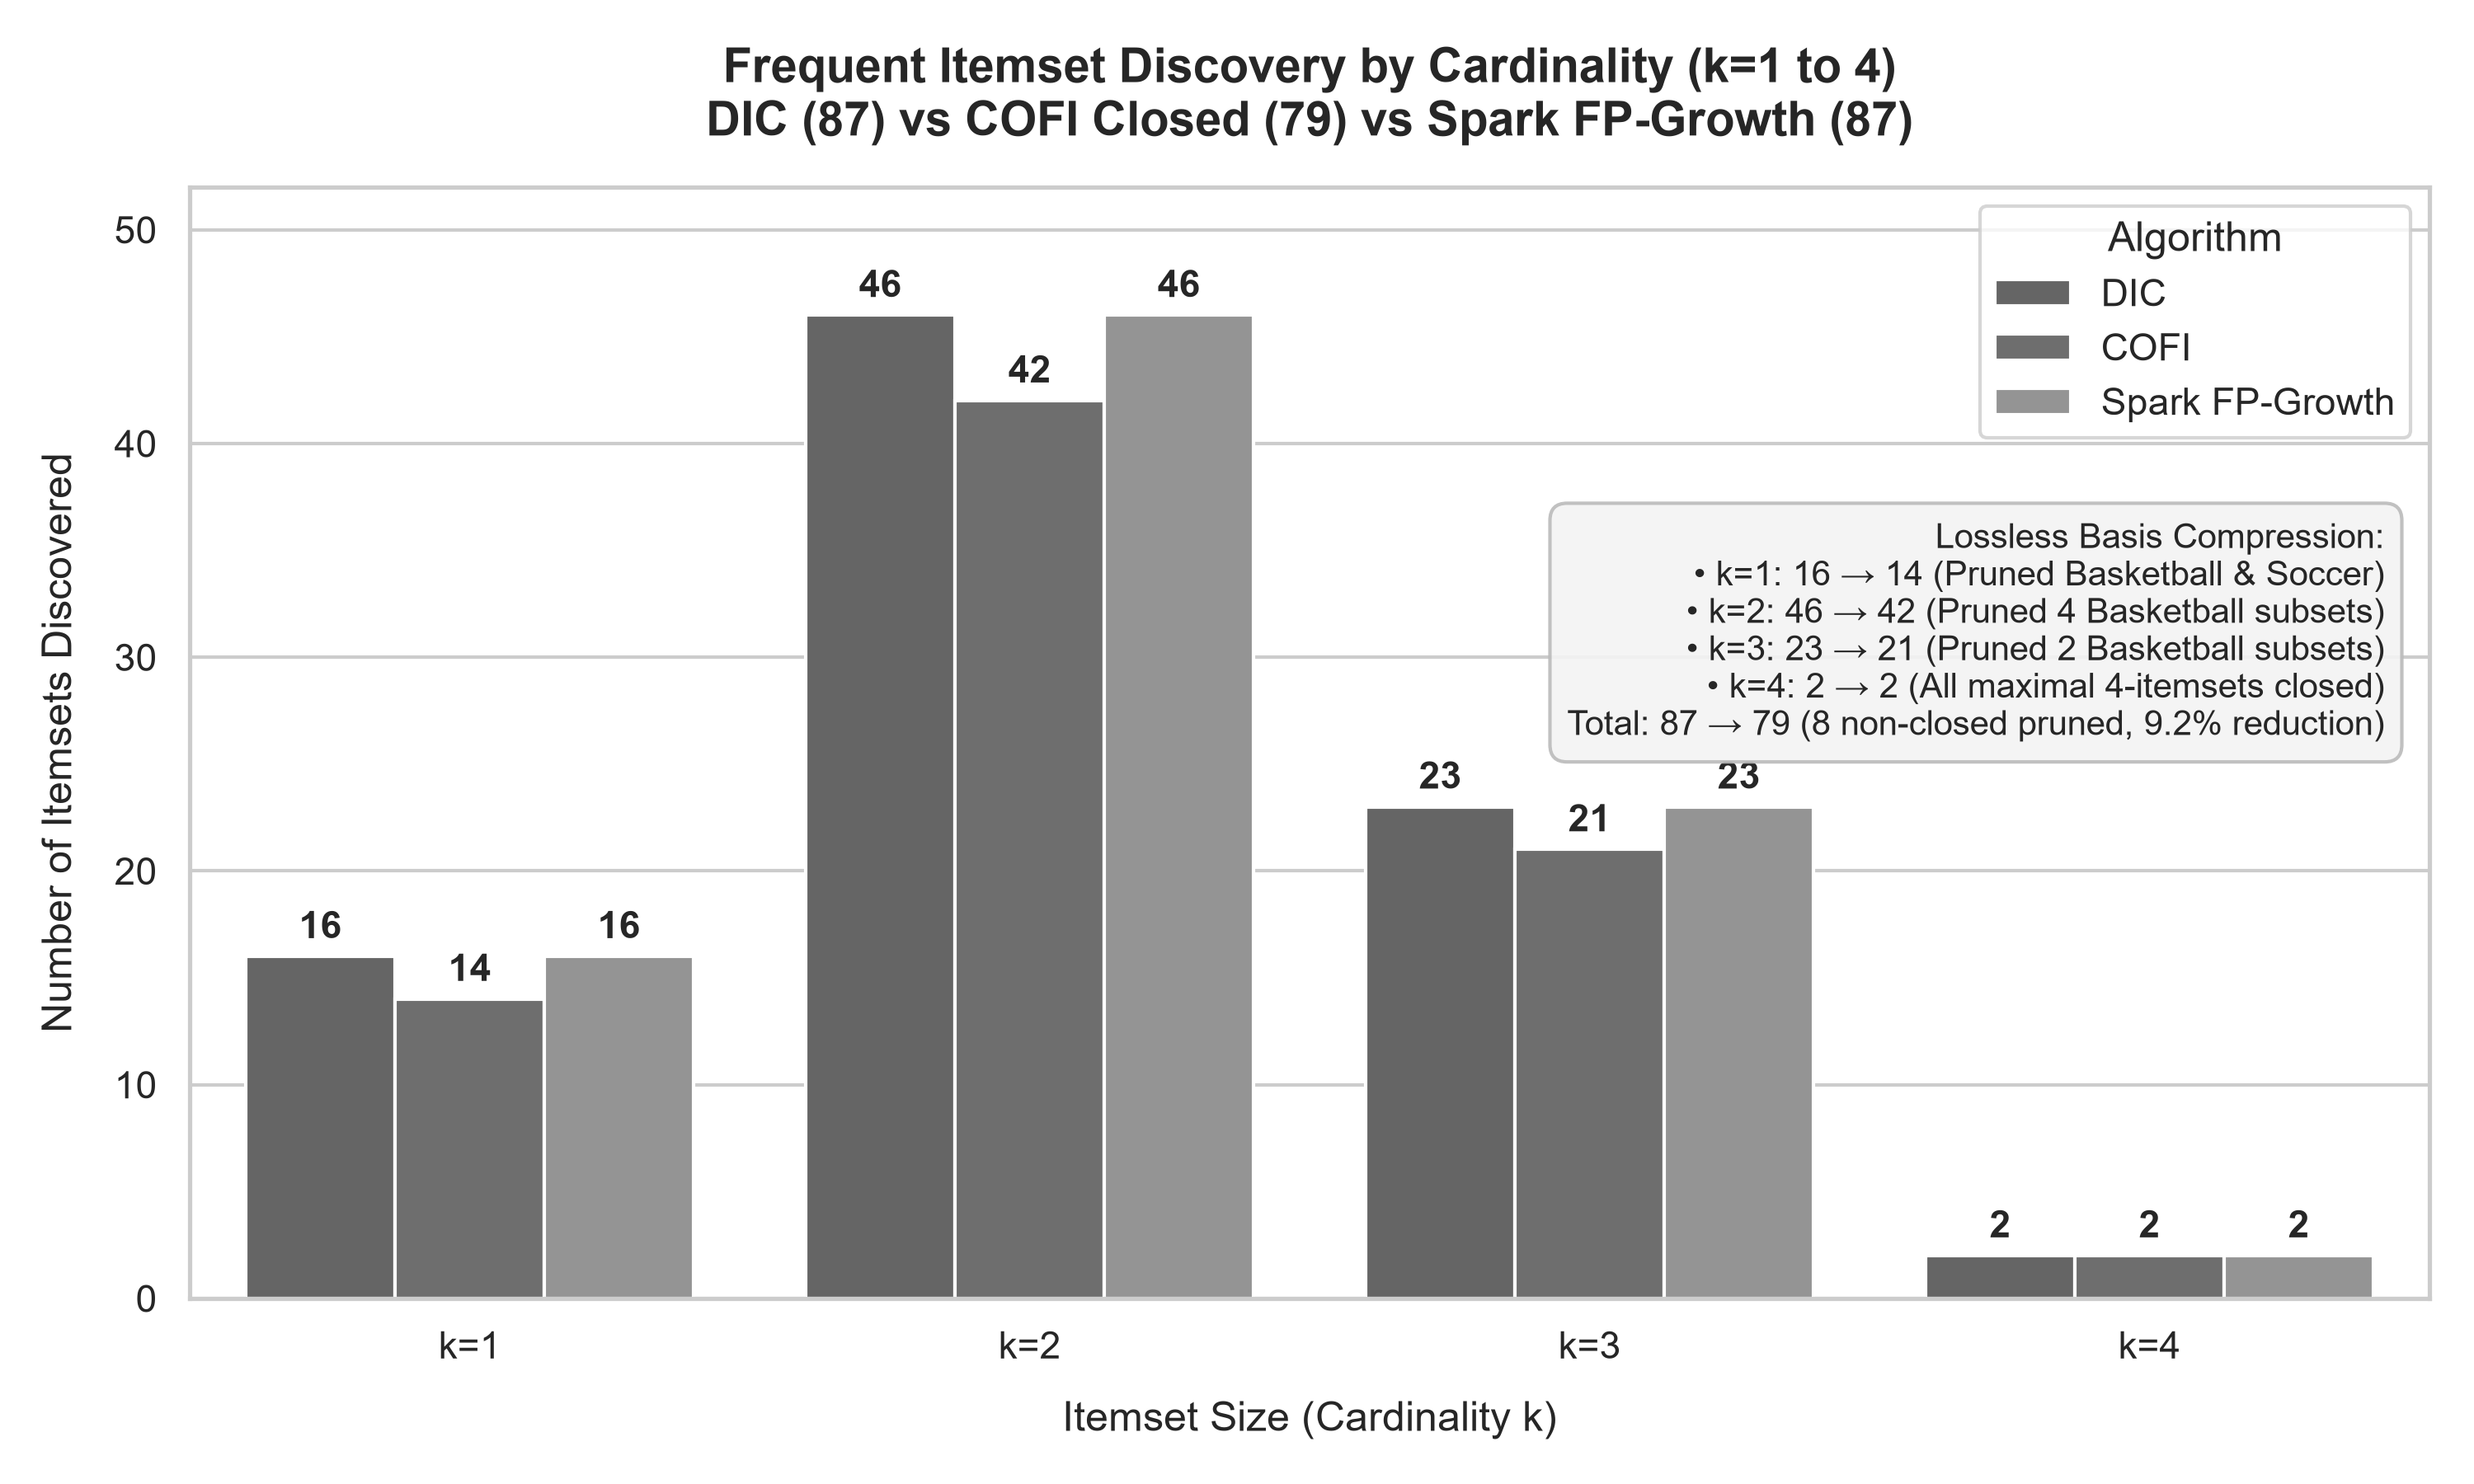 Frequent Itemset Discovery by Cardinality (k=1 to 4)
DIC (87) vs COFI Closed (79) vs Spark FP-Growth (87)
Number of Itemsets Discovered
50
40
30
20
10
0
Algorithm
DIC
COFI
Spark FP-Growth
Lossless Basis Compression:
• k=1: 16 → 14 (Pruned Basketball & Soccer)
• k=2: 46 → 42 (Pruned 4 Basketball subsets)
• k=3: 23 → 21 (Pruned 2 Basketball subsets)
• k=4: 2 → 2 (All maximal 4-itemsets closed)
Total: 87 → 79 (8 non-closed pruned, 9.2% reduction)
16
14
16
46
42
46
23
21
23
2
2
2
k=1
k=2
k=3
k=4
Itemset Size (Cardinality k)